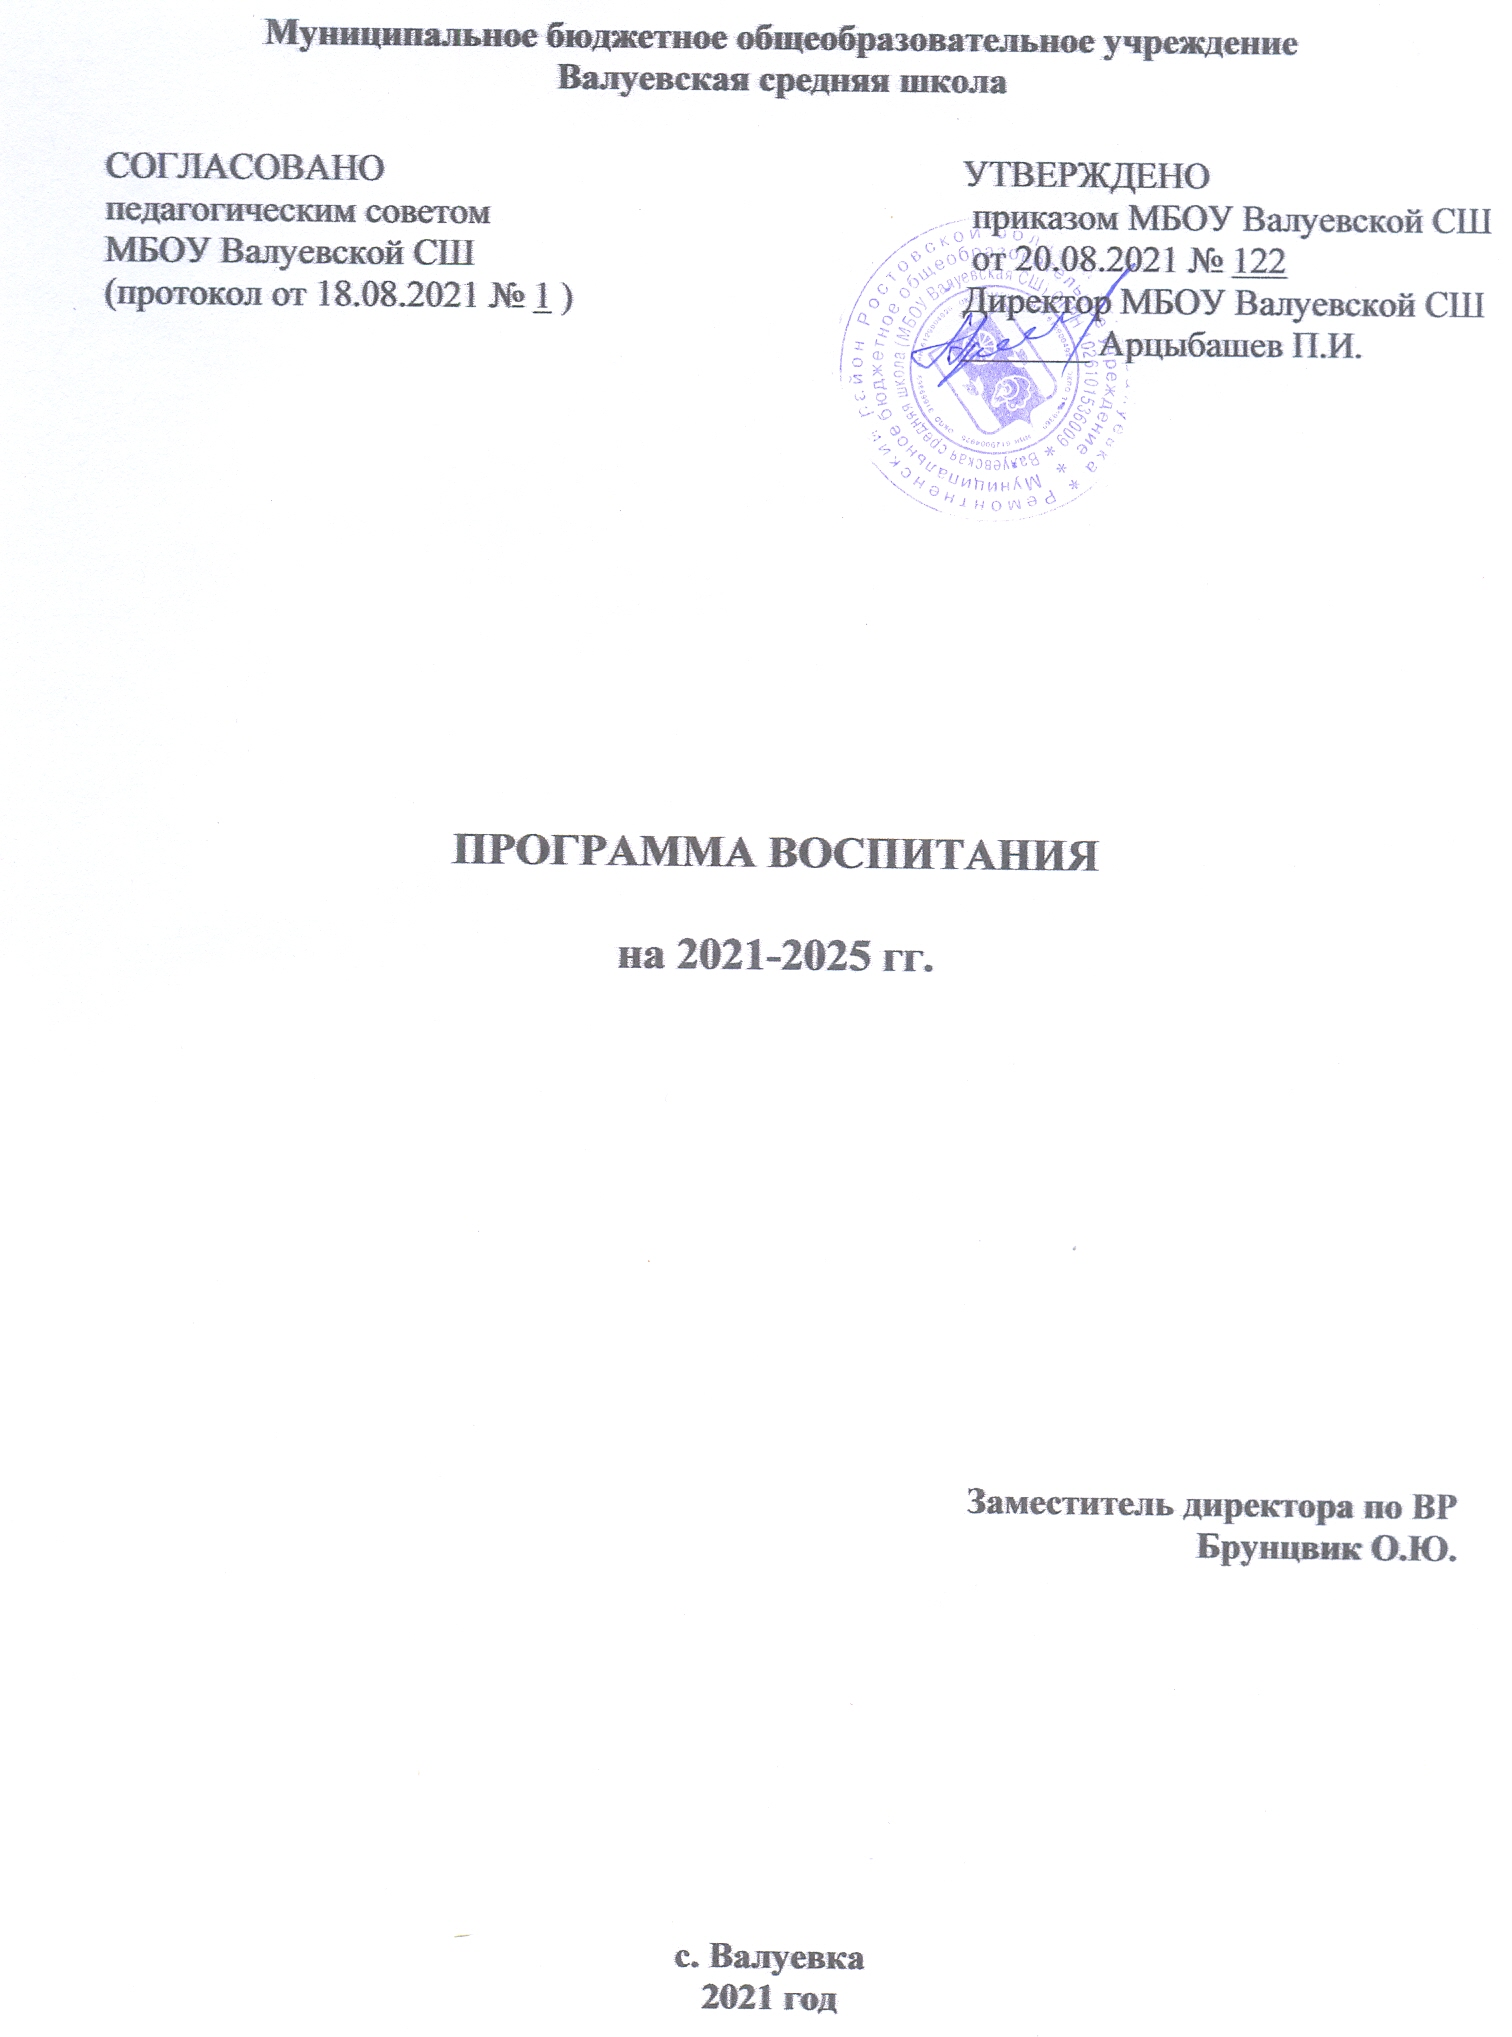 Муниципальное бюджетное общеобразовательное учреждение
Валуевская средняя школа
СОГЛАСОВАНО
педагогическим советом
МБОУ Валуевской СШ
(протокол от 18.08.2021 № 1 )
УТВЕРЖДЕНО
приказом МБОУ Валуевской СШ
от 20.08.2021 № 122
Директор МБОУ Валуевской СШ
Арцыбашев П.И.
ПРОГРАММА ВОСПИТАНИЯ
на 2021-2025 гг.
Заместитель директора по ВР
Брунцвик О.Ю.
с. Валуевка
2021 год